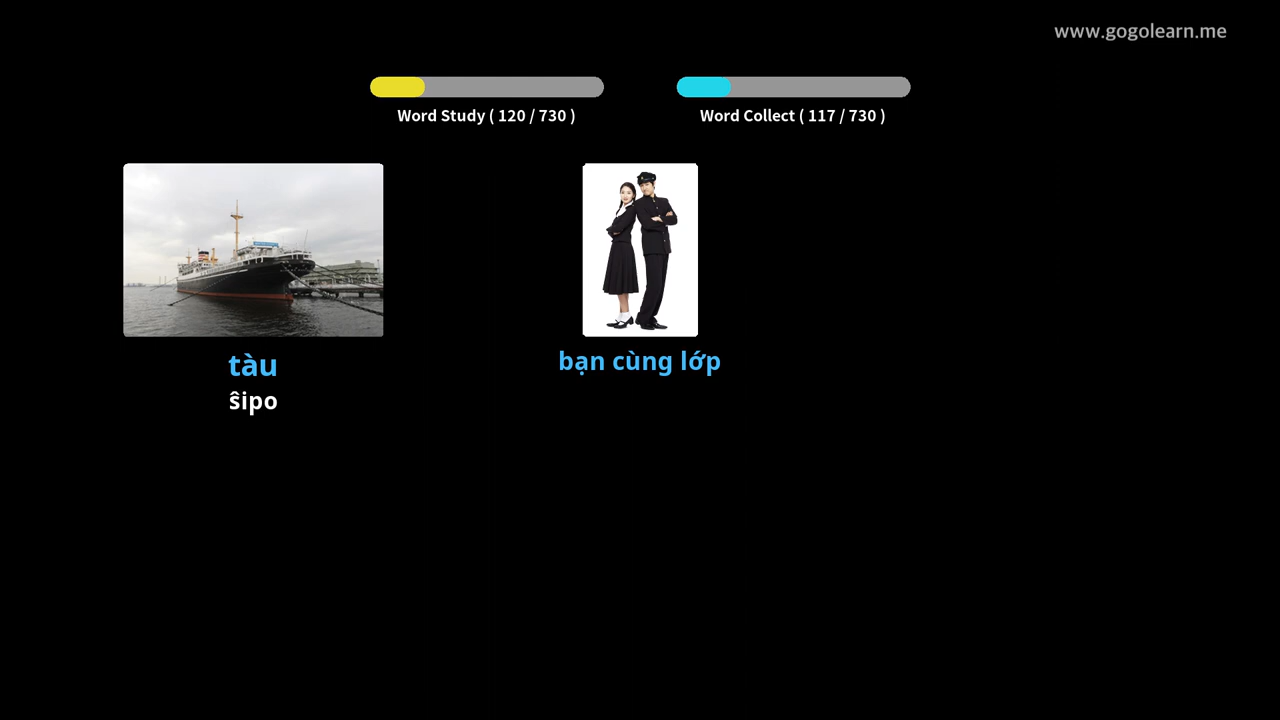 www.gogolearn.me
Word Study ( 120 / 730 )
Word Collect ( 117 / 730 )
tàu
ŝipo
bạn cùng lớp